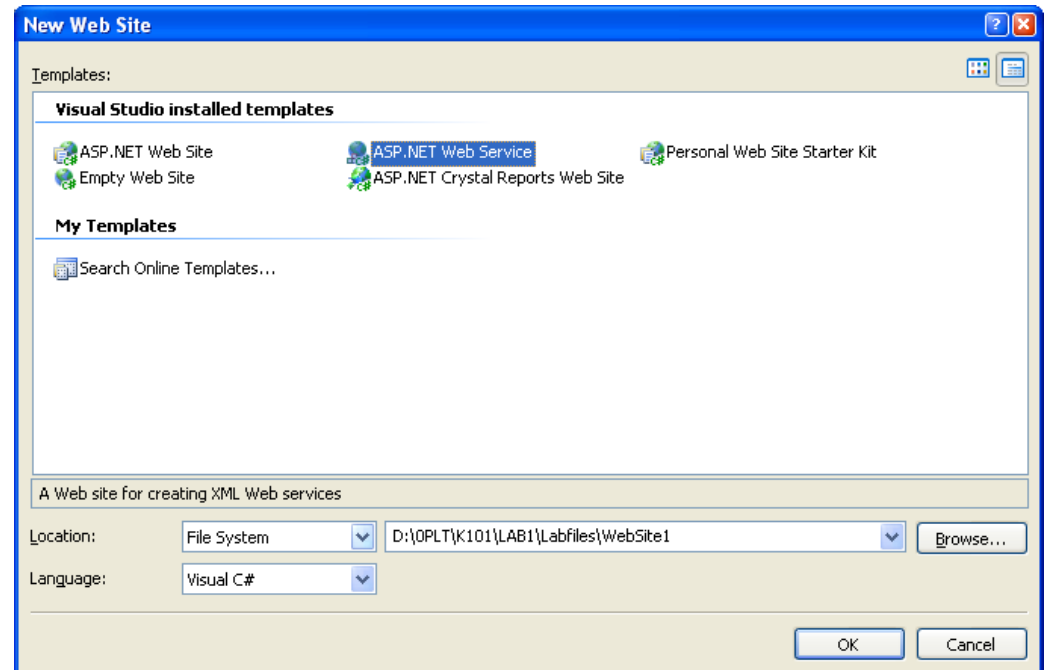 New Web Site
Templates:
Visual Studio installed templates
ASP.NET Web Site
ASP.NET Web Service
Personal Web Site Starter Kit
Empty Web Site
ASP.NET Crystal Reports Web Site
My Templates
Search Online Templates...
A Web site for creating XML Web services
Location:
File System
D:\0PLT\K101\LAB1\Labfiles\WebSite1
Browse...
Language:
Visual C#
OK
Cancel